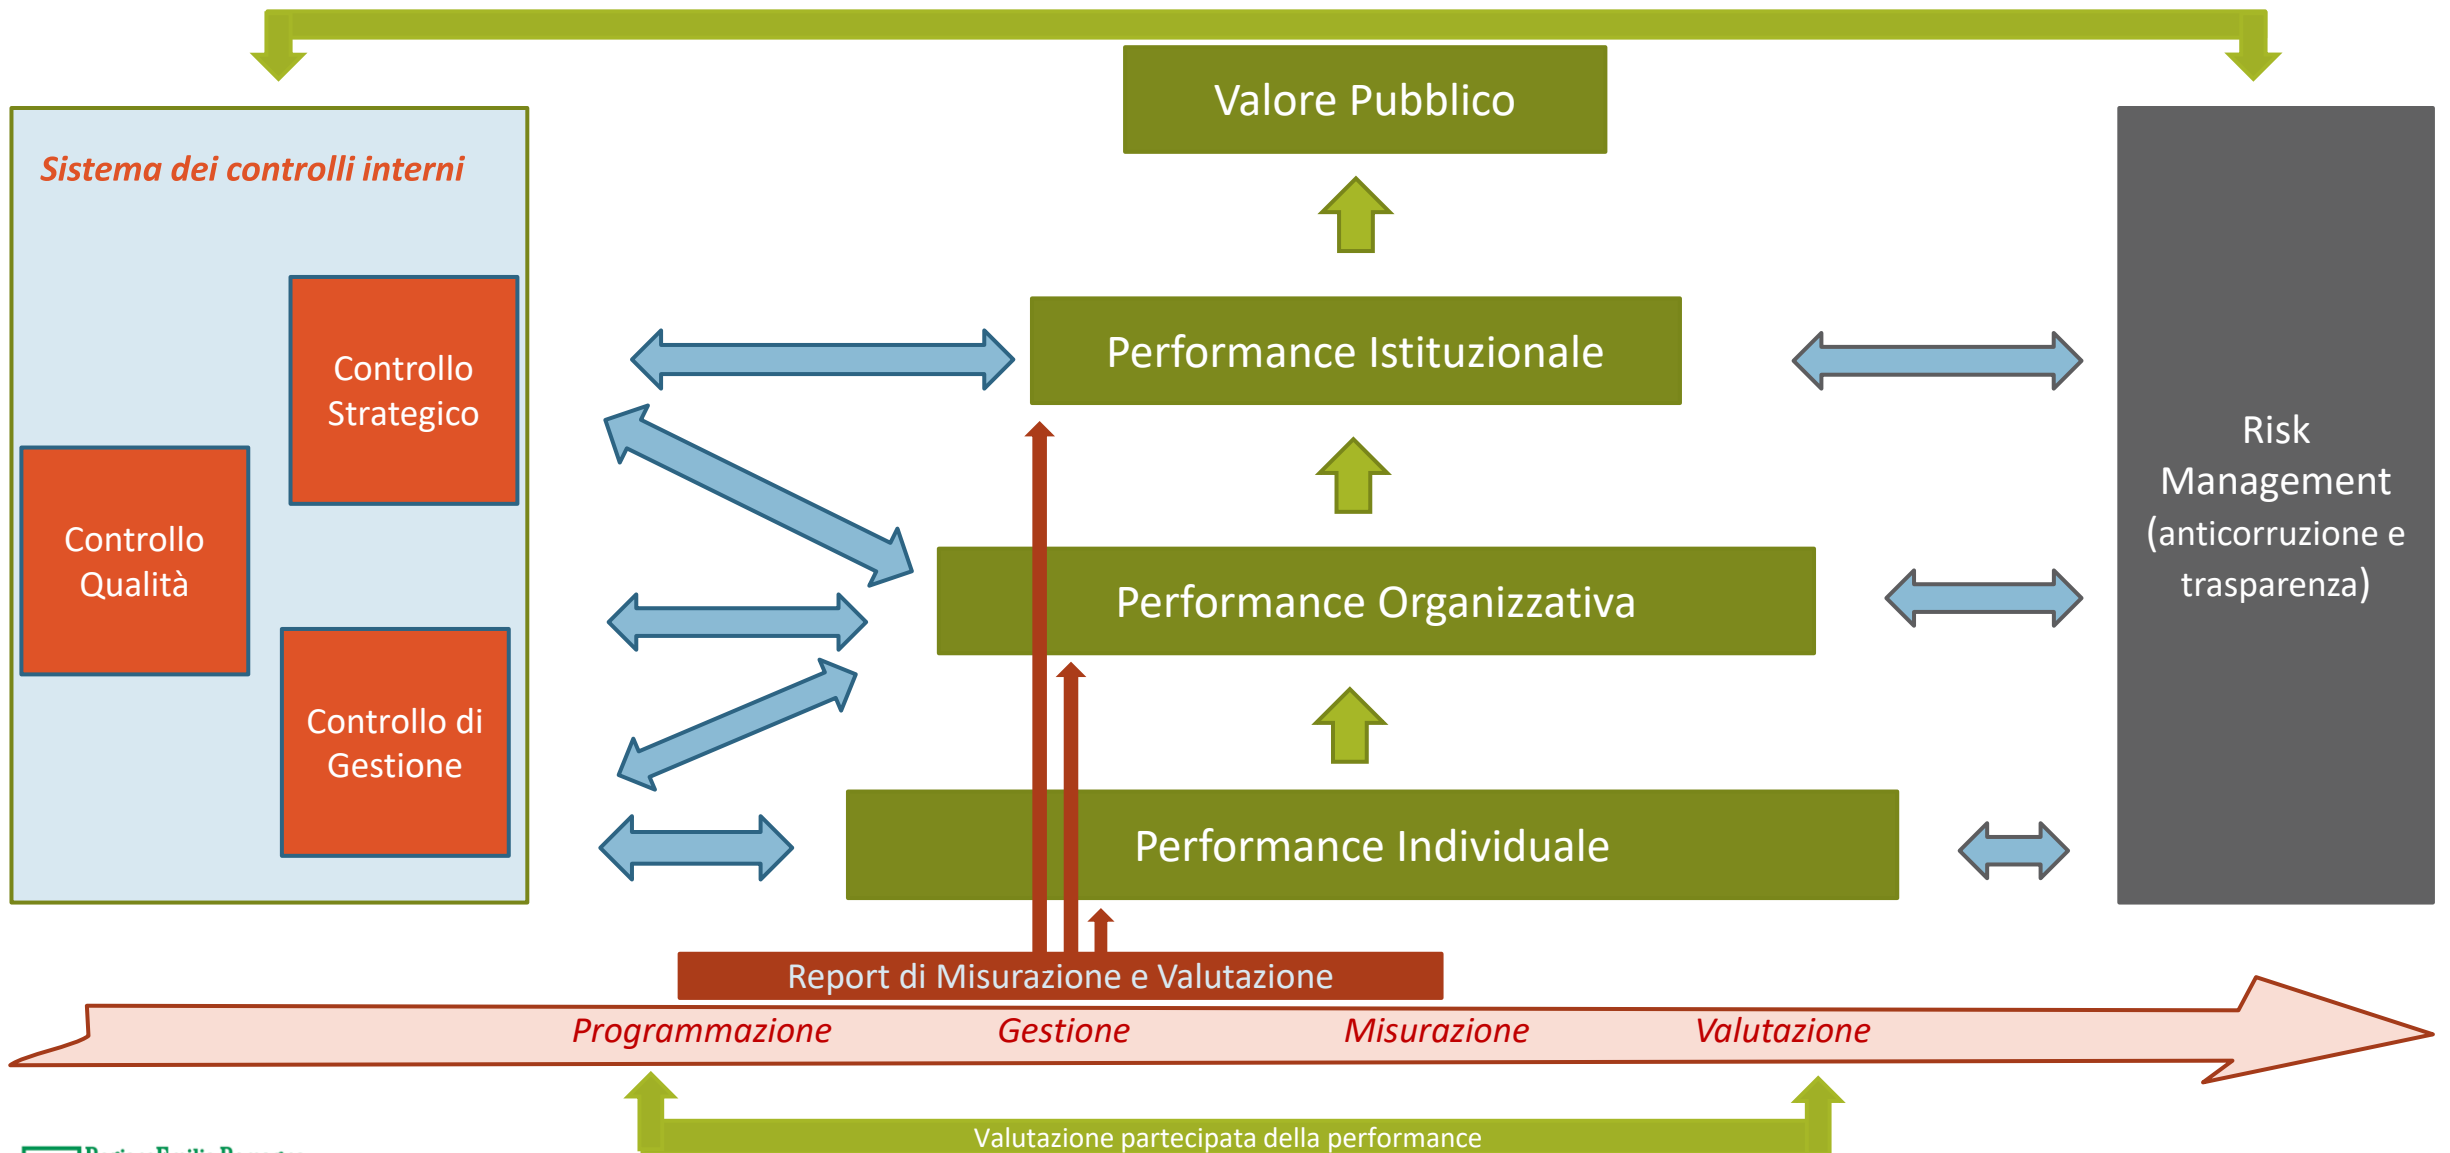 Valore Pubblico
Sistema dei controlli interni
Controllo
Strategico
Controllo
Qualità
Controllo di
Gestione
Performance Istituzionale
Performance Organizzativa
Performance Individuale
Risk
Management
(anticorruzione e
trasparenza)
Report di Misurazione e Valutazione
Programmazione Gestione Misurazione Valutazione
Valutazione partecipata della performance